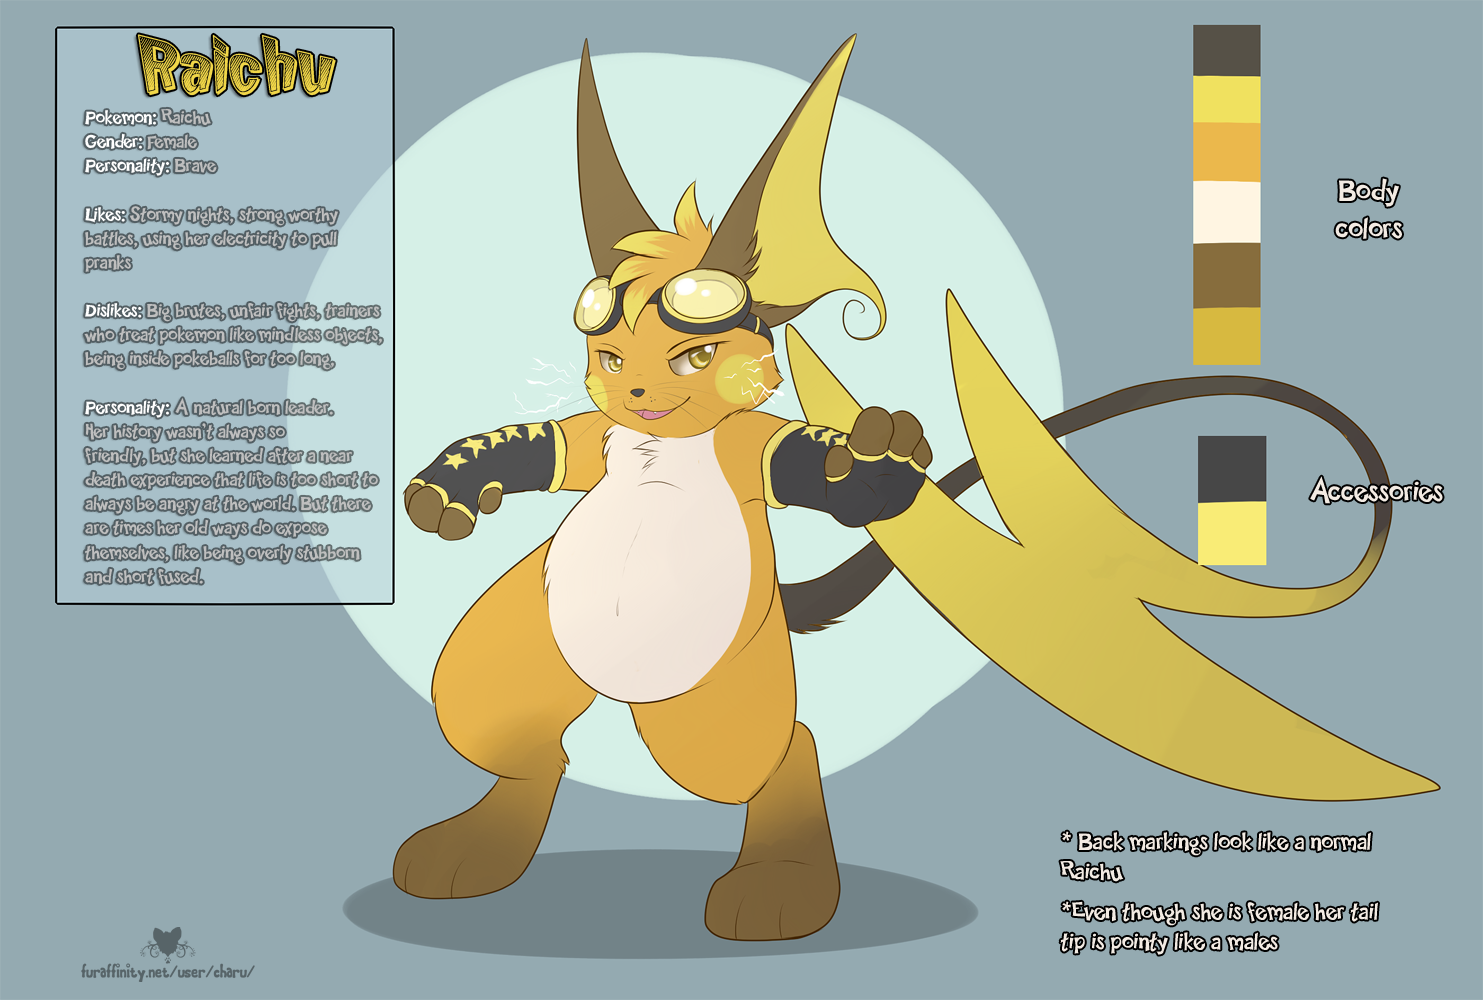 Raichu
Pokemon: Raichu
Gender: Female
Personality: Brave
Likes: Stormy nights, strong worthy
battles, using her electricity to pull
pranks
Dislikes: Big brutes, unfair fights, trainers
who treat pokemon like mindless objects,
being inside pokeballs for too long.
Personality: A natural born leader.
Her history wasn't always so
friendly, but she learned after a near
death experience that life is too short to
always be angry at the world. But there
are times her old ways do expose
themselves, like being overly stubborn
and short fused.
Body
colors
Accessories
* Back markings look like a normal
Raichu
*Even though she is female her tail
tip is pointy like a males
furaffinity.net/user/charu/